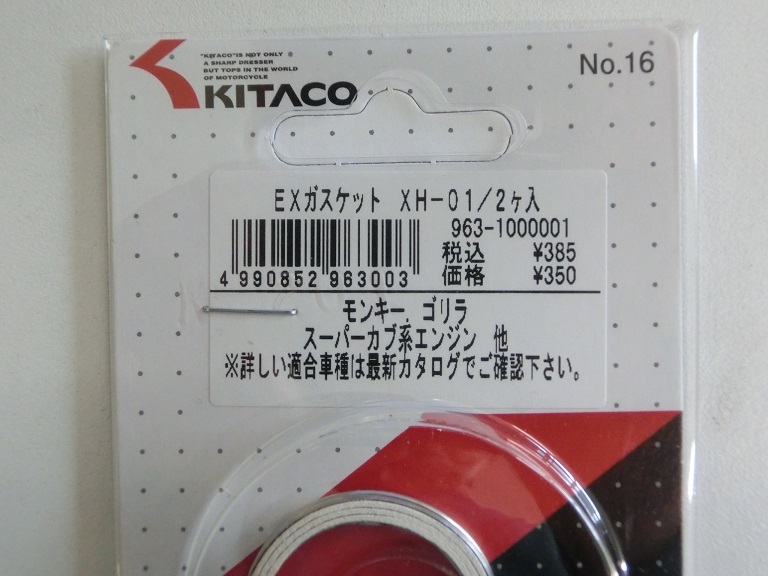 "KITACO"IS NOT ONLY ®
A SHARP DRESSER
BUT TOPS IN THE WORLD
OF MOTORCYCLE
KITACO
No.16
EXガスケット XH-01/2ヶ入
963-1000001
税込 ¥385
価格 ¥350
4 990852 963003
モンキー, ゴリラ
スーパーカブ系エンジン 他
※詳しい適合車種は最新カタログでご確認下さい。